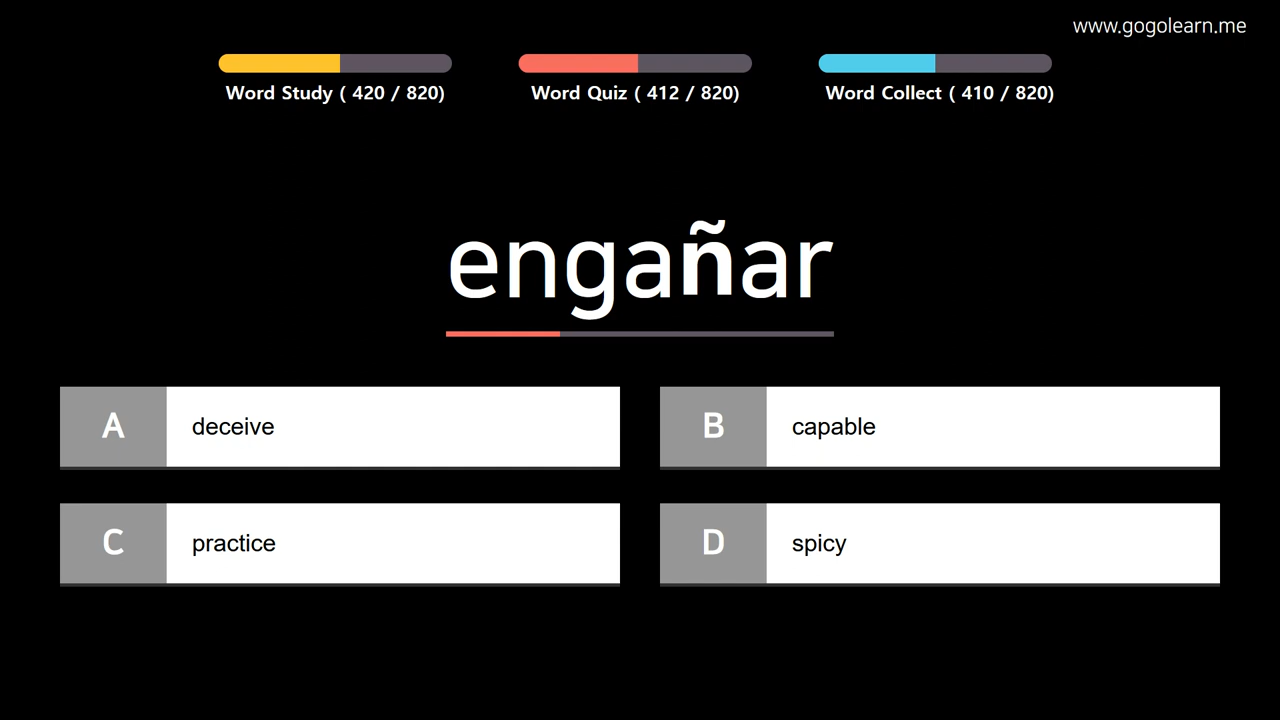 www.gogolearn.me
Word Study ( 420 / 820)
Word Quiz ( 412 / 820)
Word Collect ( 410 / 820)
engañar
A deceive
B capable
C practice
D spicy